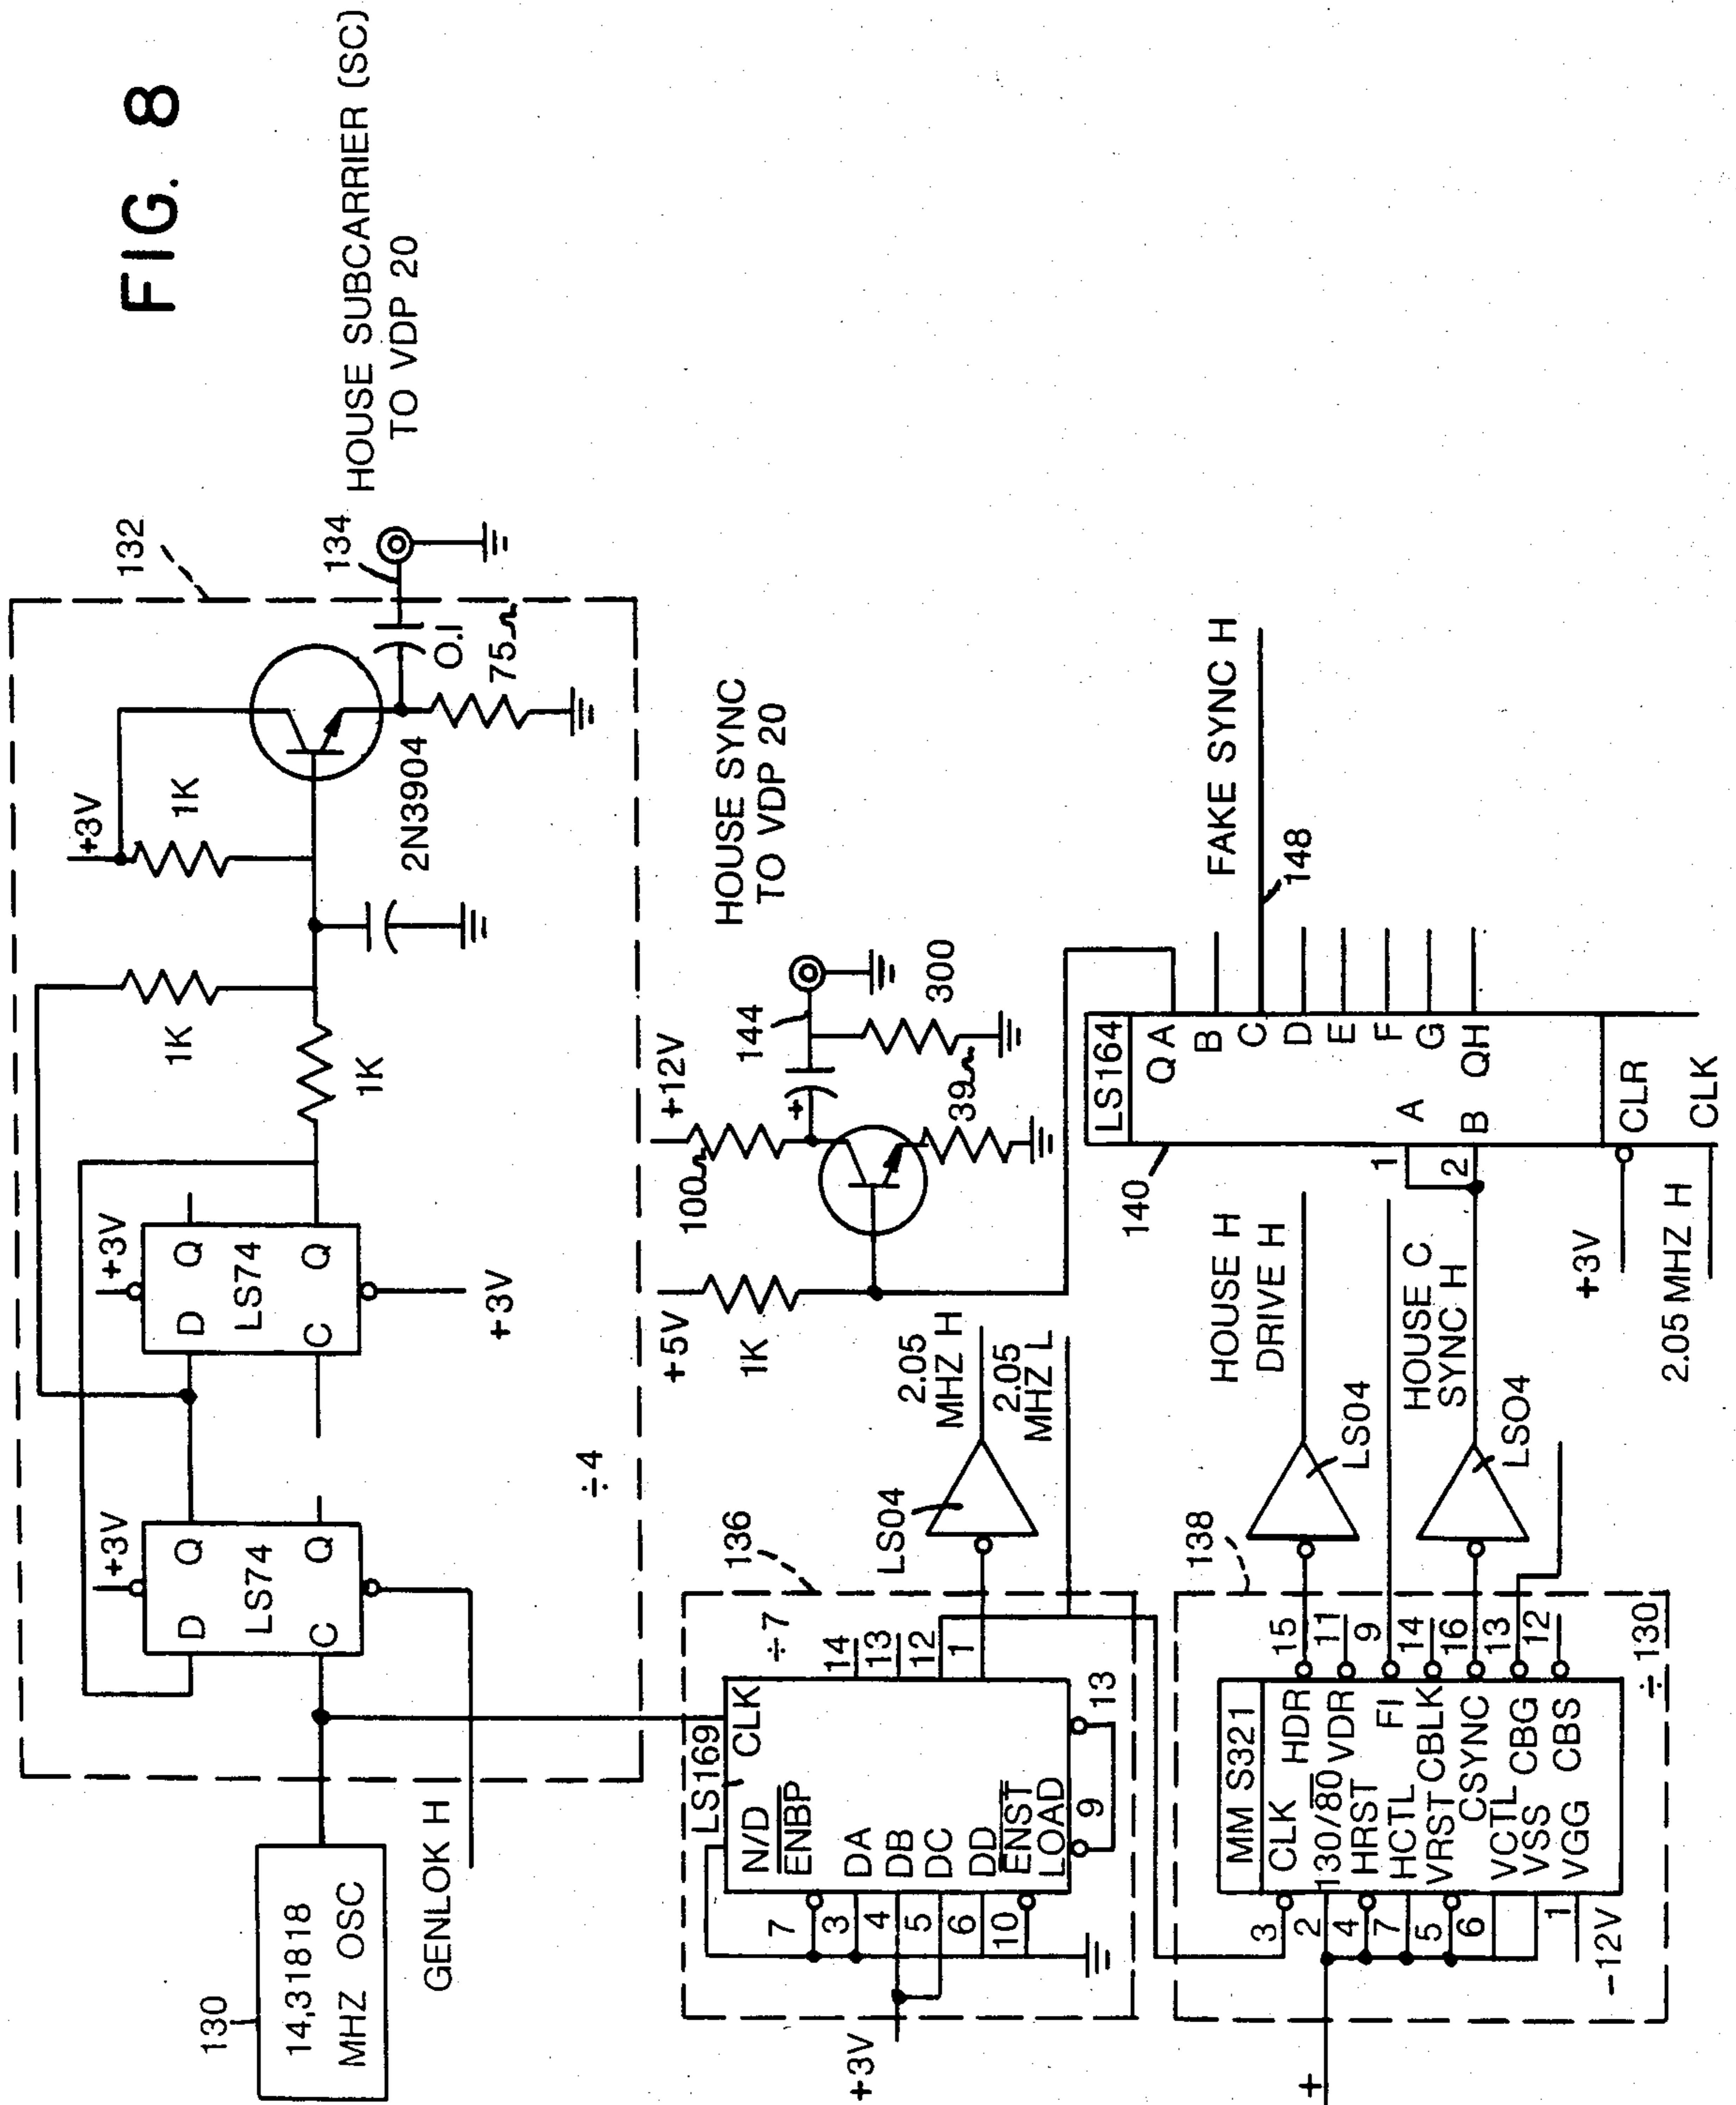 FIG. 8
HOUSE SUBCARRIER (SC)
TO VDP 20
132
134
0.1
75
+3V
1K
2N3904
1K
1K
+3V
D Q
LS74
C Q
+3V
+3V
D Q
LS74
C Q
÷4
130
14,31818
MHZ OSC
GENLOK H
HOUSE SYNC
TO VDP 20
144
300
39
+12V
100
+5V
1K
2.05
MHZ H
2.05
MHZ L
LS04
136
÷7
LS169
CLK
N/D
ENBP
DA
DB
DC
DD
ENST
LOAD
7
3
4
5
6
10
14
13
12
1
13
9
+3V
138
÷130
MM S321
CLK HDR
130/80 VDR
HRST
FI
HCTL
CBLK
VRST
CSYNC
VCTL
CBG
VSS
CBS
VGG
3
2
4
7
5
6
1
-12V
+
15
11
9
14
16
13
12
LS04
HOUSE H
DRIVE H
HOUSE C
SYNC H
LSO4
140
LS164
QA
B
C
D
E
F
G
QH
A
B
1
2
CLR
CLK
+3V
2.05 MHZ H
FAKE SYNC H
148